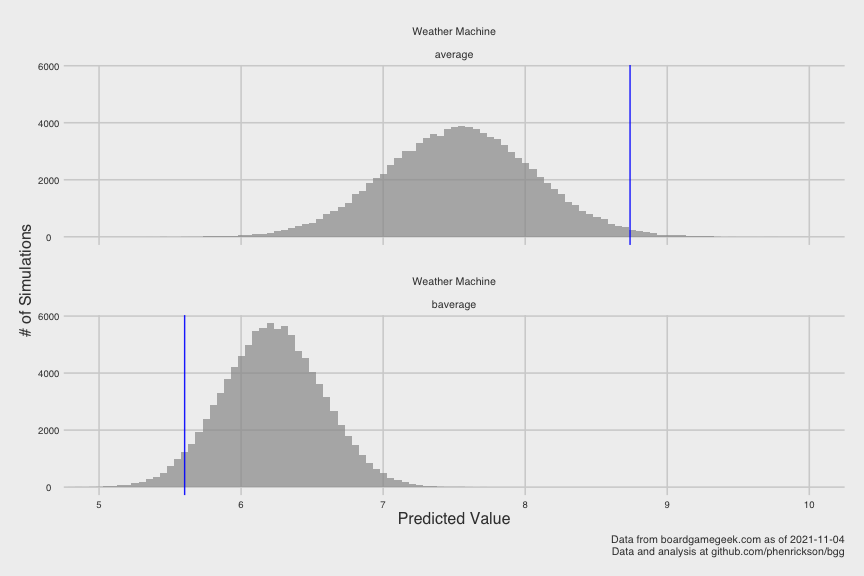 Weather Machine
average
6000
4000
2000
0
# of Simulations
Weather Machine
baverage
6000
4000
2000
0
5 6 7 8 9 10
Predicted Value
Data from boardgamegeek.com as of 2021-11-04
Data and analysis at github.com/phenrickson/bgg